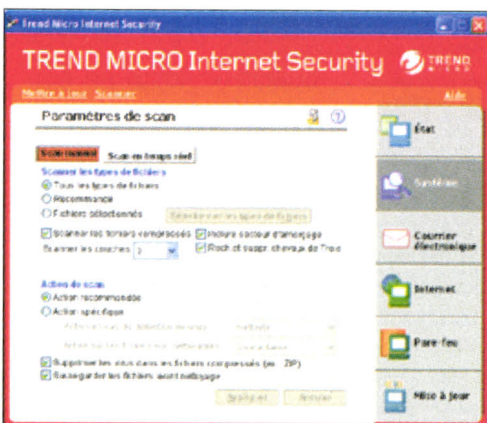 Trend Micro Internet Security
TREND MICRO Internet Security
TREND
MICRO
Mettre à jour Scanner
Aide
Paramètres de scan
Scan manuel Scan en temps réel
Scanner les types de fichiers
Tous les types de fichiers
Recommandé
Fichiers sélectionnés
Sélectionner les types de fichiers
Scanner les fichiers compressés
Inclure secteur d'amorçage
Scanner les couches
Rech. et suppr. chevaux de Troie
Action de scan
Action recommandée
Action spécifique
Supprimer les virus dans les fichiers compressés (ex. ZIP)
Sauvegarder les fichiers avant nettoyage
Appliquer
Annuler
État
Système
Courrier
électronique
Internet
Pare-feu
Mise à jour